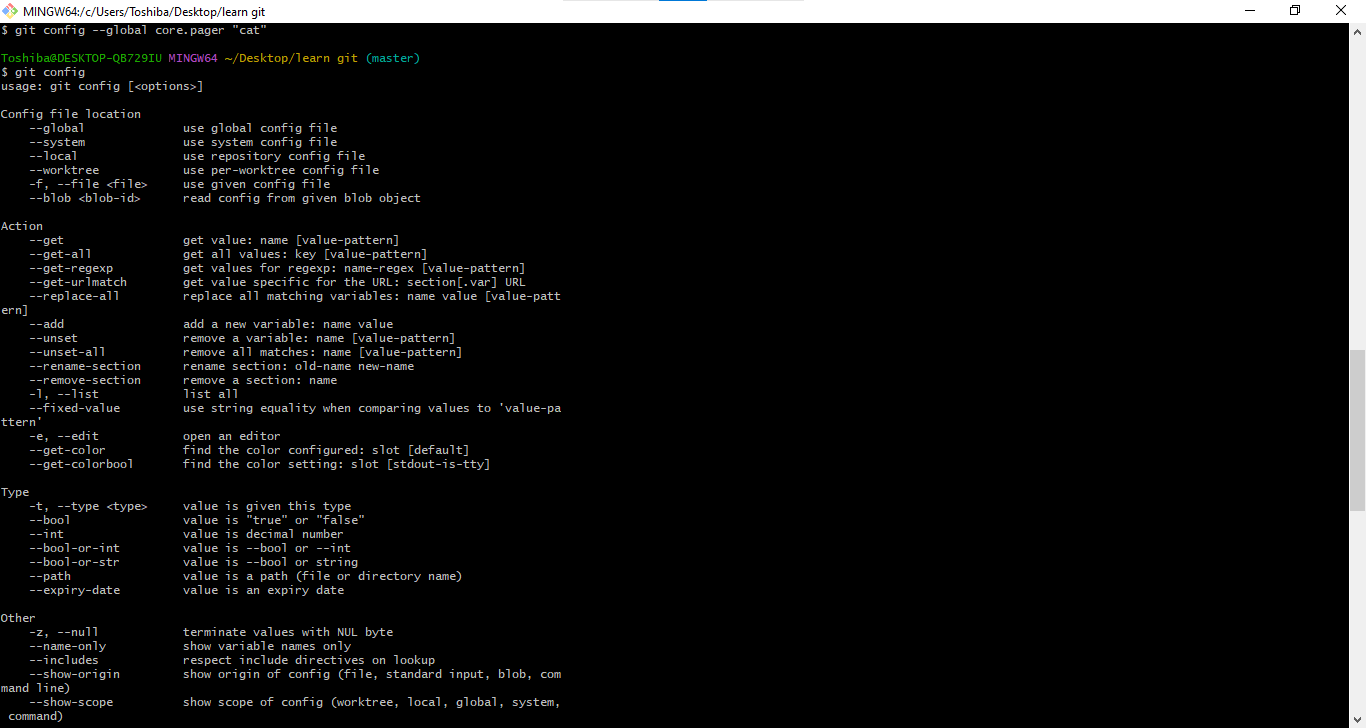 MINGW64:/c/Users/Toshiba/Desktop/learn git
$ git config --global core.pager "cat"
Toshiba@DESKTOP-QB729IU MINGW64 ~/Desktop/learn git (master)
$ git config
usage: git config [<options>]
Config file location
--global use global config file
--system use system config file
--local use repository config file
--worktree use per-worktree config file
-f, --file <file> use given config file
--blob <blob-id> read config from given blob object
Action
--get get value: name [value-pattern]
--get-all get all values: key [value-pattern]
--get-regexp get values for regexp: name-regex [value-pattern]
--get-urlmatch get value specific for the URL: section[.var] URL
--replace-all replace all matching variables: name value [value-patt
ern]
--add add a new variable: name value
--unset remove a variable: name [value-pattern]
--unset-all remove all matches: name [value-pattern]
--rename-section rename section: old-name new-name
--remove-section remove a section: name
-l, --list list all
--fixed-value use string equality when comparing values to 'value-pa
ttern'
-e, --edit open an editor
--get-color find the color configured: slot [default]
--get-colorbool find the color setting: slot [stdout-is-tty]
Type
-t, --type <type> value is given this type
--bool value is "true" or "false"
--int value is decimal number
--bool-or-int value is --bool or --int
--bool-or-str value is --bool or string
--path value is a path (file or directory name)
--expiry-date value is an expiry date
Other
-z, --null terminate values with NUL byte
--name-only show variable names only
--includes respect include directives on lookup
--show-origin show origin of config (file, standard input, blob, com
mand line)
--show-scope show scope of config (worktree, local, global, system,
command)